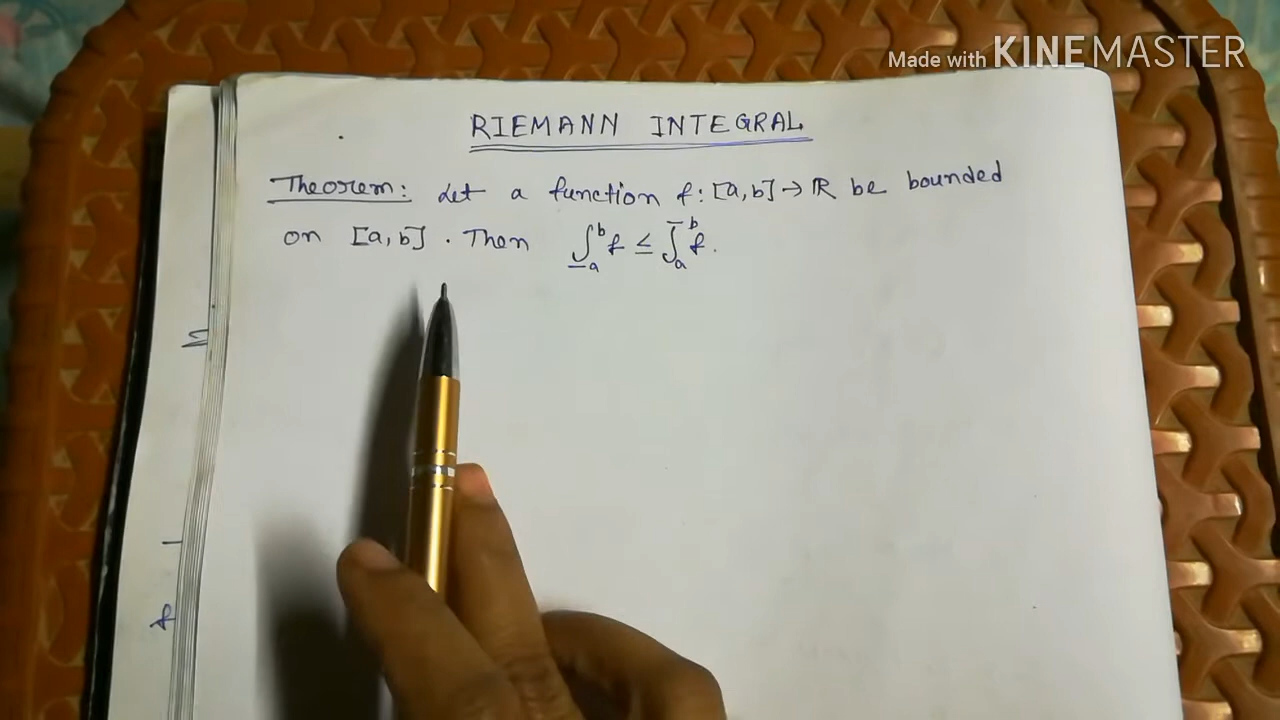 Made with KINEMASTER
RIEMANN INTEGRAL
Theorem: Let a function f: [a,b] → ℝ be bounded
on [a,b]. Then ∫̲ₐᵇ f ≤ ∫̅ₐᵇ f.